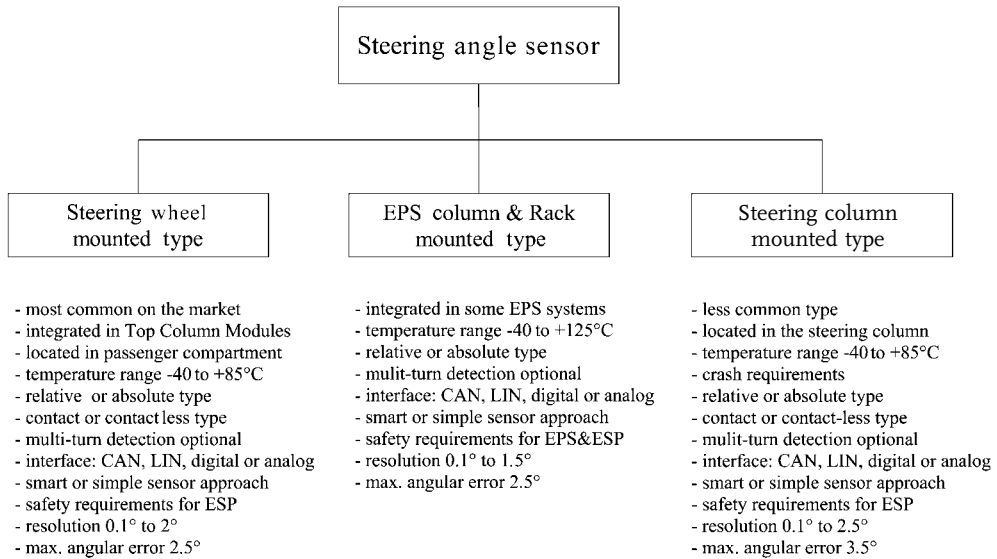 Steering angle sensor
Steering wheel
mounted type
- most common on the market
- integrated in Top Column Modules
- located in passenger compartment
- temperature range -40 to +85°C
- relative or absolute type
- contact or contactless type
- multi-turn detection optional
- interface: CAN, LIN, digital or analog
- smart or simple sensor approach
- safety requirements for ESP
- resolution 0.1° to 2°
- max. angular error 2.5°
EPS column & Rack
mounted type
- integrated in some EPS systems
- temperature range -40 to +125°C
- relative or absolute type
- mulit-turn detection optional
- interface: CAN, LIN, digital or analog
- smart or simple sensor approach
- safety requirements for EPS&ESP
- resolution 0.1° to 1.5°
- max. angular error 2.5°
Steering column
mounted type
- less common type
- located in the steering column
- temperature range -40 to +85°C
- crash requirements
- relative or absolute type
- contact or contact-less type
- mulit-turn detection optional
- interface: CAN, LIN, digital or analog
- smart or simple sensor approach
- safety requirements for ESP
- resolution 0.1° to 2.5°
- max. angular error 3.5°